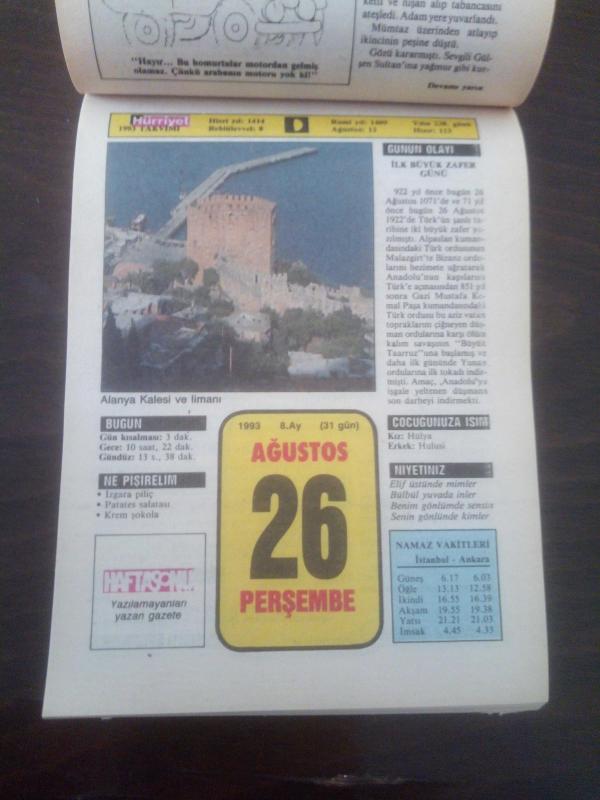 ketli ve nişan alıp tabancasını
ateşledi. Adam yere yuvarlandı.
Mümtaz üzerinden atlayıp
ikincinin peşine düştü.
Gözü kararmıştı. Sevgili Gül-
şen Sultan'ına yağmur gibi kur-
Devamı yarın
"Hayır... Bu homurtular motordan gelmiş
olamaz. Çünkü arabanın motoru yok ki!"
Hürriyet
1993 TAKVİMİ
Hicri yıl: 1414
Rebiülevvel: 8
Rumi yıl: 1409
Ağustos: 13
Yılın 238. günü
Hızır: 113
GÜNÜN OLAYI
İLK BÜYÜK ZAFER
GÜNÜ
922 yıl önce bugün 26
Ağustos 1071'de ve 71 yıl
önce bugün 26 Ağustos
1922'de Türk'ün şanlı ta-
rihine iki büyük zafer ya-
zılmıştı. Alpaslan kuman-
dasındaki Türk ordusunun
Malazgirt'te Bizans ordu-
larını hezimete uğratarak
Anadolu'nun kapılarını
Türk'e açmasından 851 yıl
sonra Gazi Mustafa Ke-
mal Paşa kumandasındaki
Türk ordusu bu aziz vatan
topraklarını çiğneyen düş-
man ordularına karşı ölüm
kalım savaşının "Büyük
Taarruz"una başlamış ve
daha ilk gününde Yunan
ordularına ilk tokadı indir-
mişti. Amaç, Anadolu'yu
işgale yeltenen düşmana
son darbeyi indirmekti.
Alanya Kalesi ve limanı
BUGÜN
Gün kısalması: 3 dak.
Gece: 10 saat, 22 dak.
Gündüz: 13 s., 38 dak.
NE PİŞİRELİM
• Izgara piliç
• Patates salatası
• Krem şokola
HAFTASONU
Yazılamayanları
yazan gazete
1993 8.Ay (31 gün)
AĞUSTOS
26
PERŞEMBE
ÇOCUĞUNUZA İSİM
Kız: Hülya
Erkek: Hulusi
NİYETİNİZ
Elif üstünde mimler
Bülbül yuvada inler
Benim gönlümde sensin
Senin gönlünde kimler
NAMAZ VAKİTLERİ
İstanbul - Ankara
Güneş 6.17 6.03
Öğle 13.13 12.58
İkindi 16.55 16.39
Akşam 19.55 19.38
Yatsı 21.21 21.03
İmsak 4.45 4.33